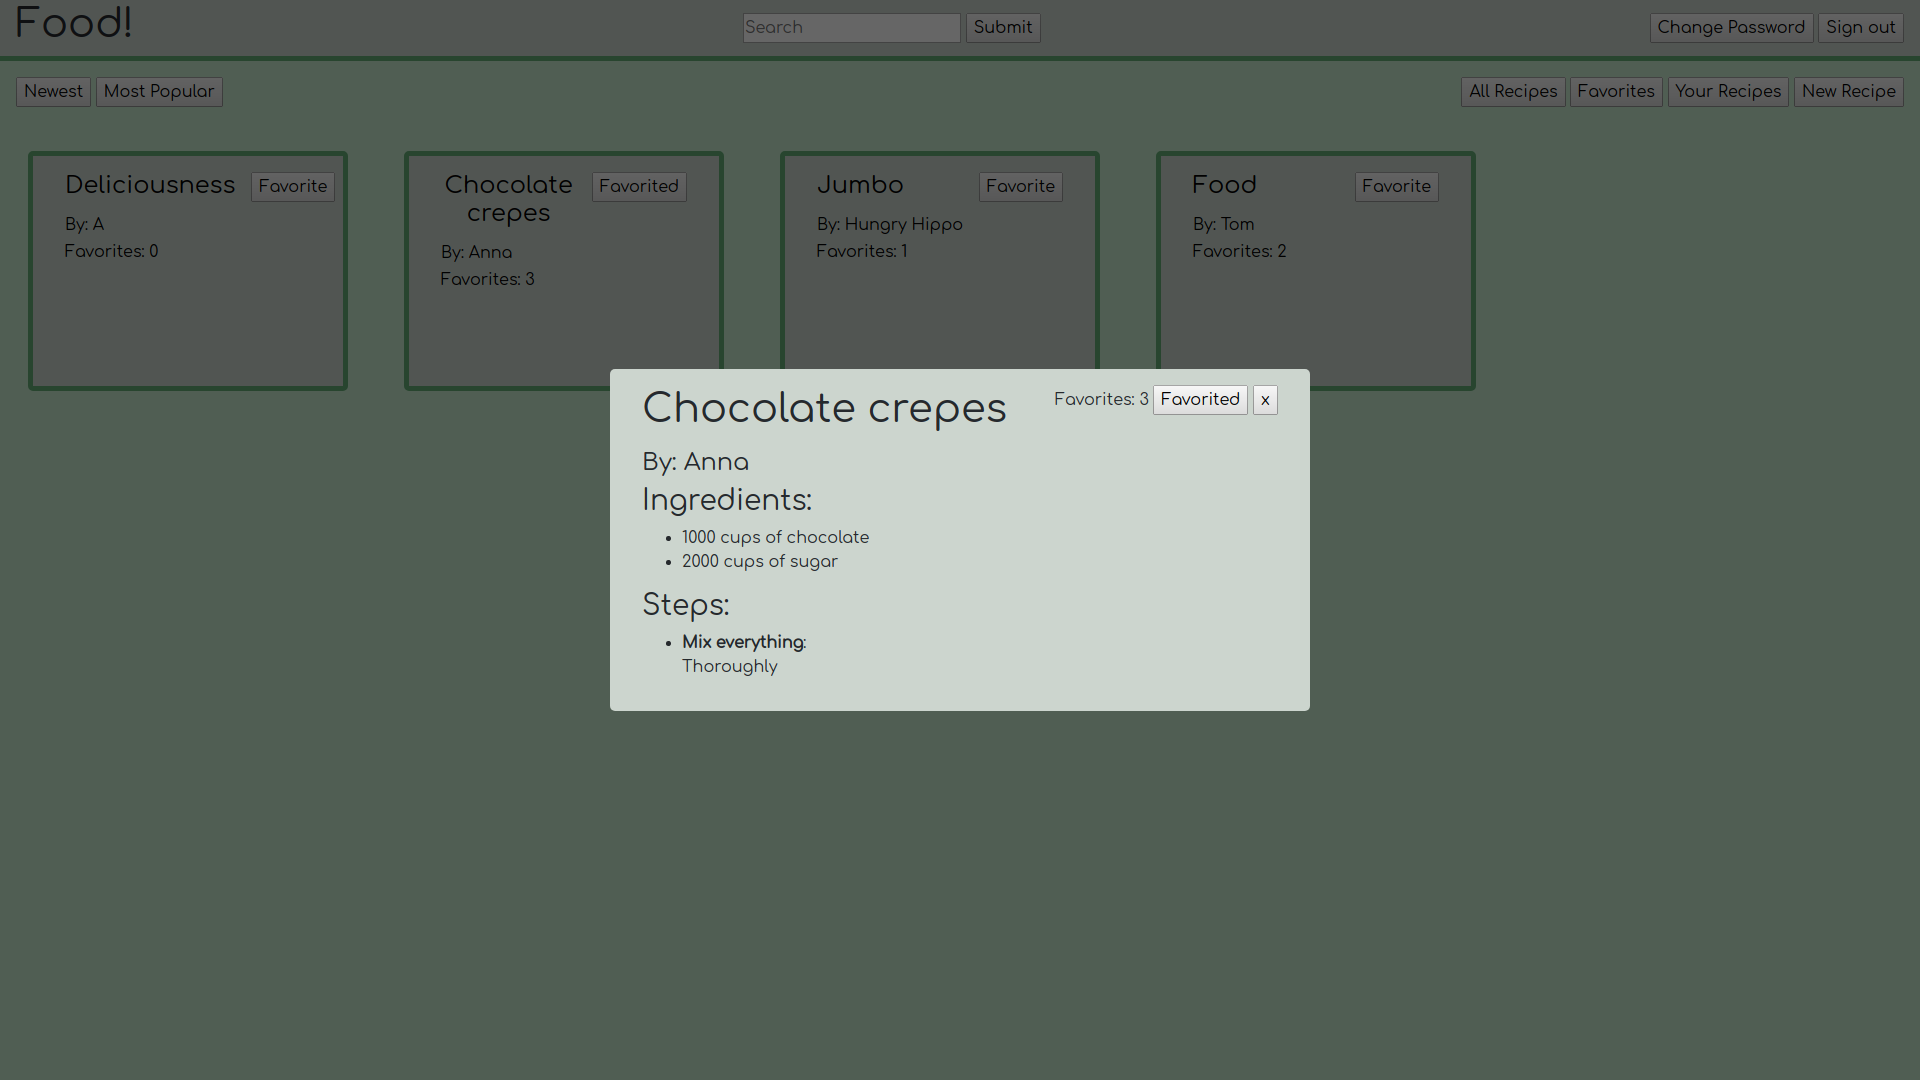 Food!
Search Submit
Change Password Sign out
Newest Most Popular
All Recipes Favorites Your Recipes New Recipe
Deliciousness Favorite
By: A
Favorites: 0
Chocolate crepes Favorited
By: Anna
Favorites: 3
Jumbo Favorite
By: Hungry Hippo
Favorites: 1
Food Favorite
By: Tom
Favorites: 2
Chocolate crepes
Favorites: 3 Favorited x
By: Anna
Ingredients:
• 1000 cups of chocolate
• 2000 cups of sugar
Steps:
• Mix everything:
Thoroughly